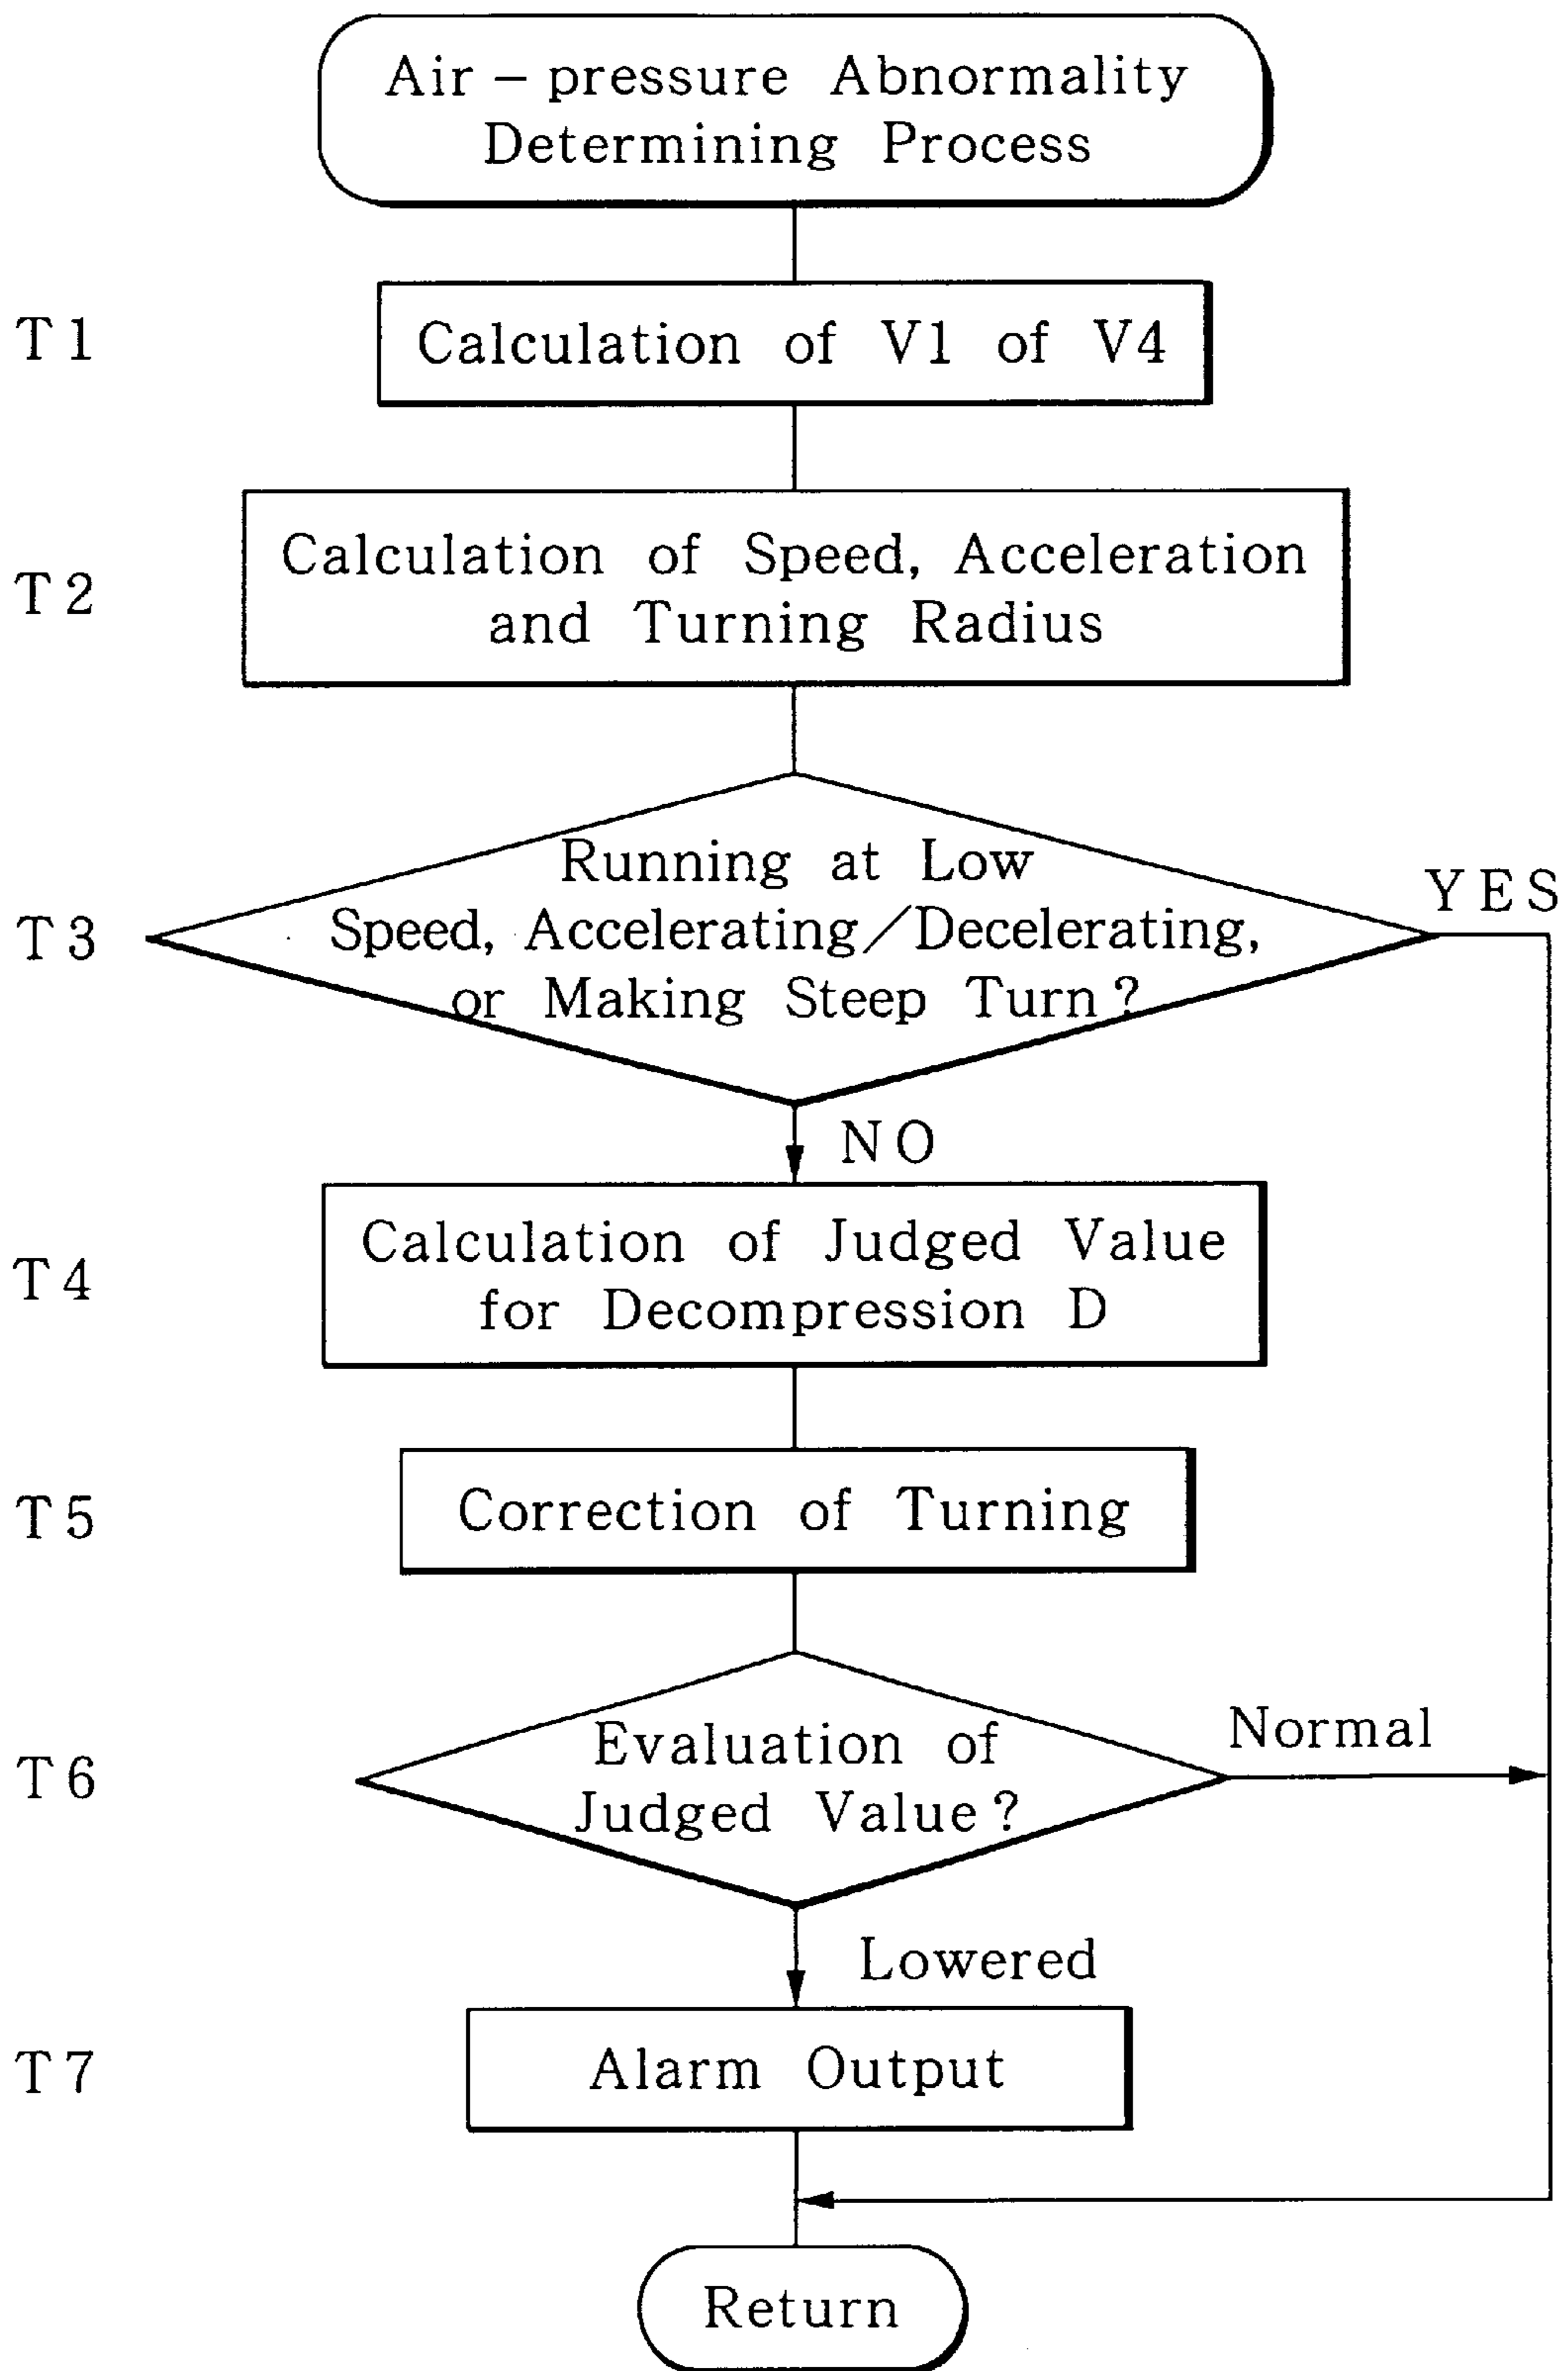 Air-pressure Abnormality
Determining Process
T1
Calculation of V1 of V4
T2
Calculation of Speed, Acceleration
and Turning Radius
T3
Running at Low
Speed, Accelerating/Decelerating,
or Making Steep Turn?
YES
NO
T4
Calculation of Judged Value
for Decompression D
T5
Correction of Turning
T6
Evaluation of
Judged Value?
Normal
Lowered
T7
Alarm Output
Return